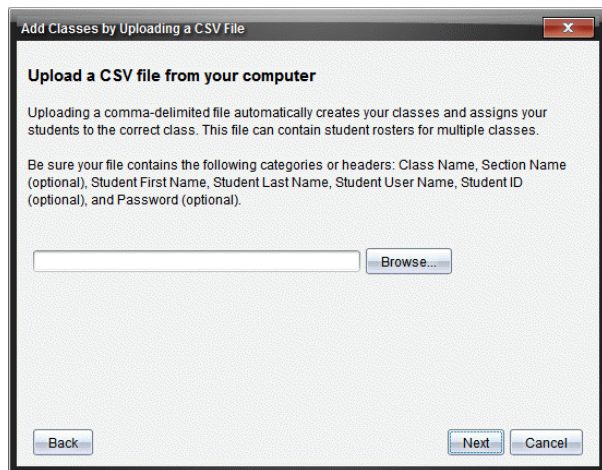 Add Classes by Uploading a CSV File
X
Upload a CSV file from your computer
Uploading a comma-delimited file automatically creates your classes and assigns your
students to the correct class. This file can contain student rosters for multiple classes.
Be sure your file contains the following categories or headers: Class Name, Section Name
(optional), Student First Name, Student Last Name, Student User Name, Student ID
(optional), and Password (optional).
Browse...
Back
Next
Cancel